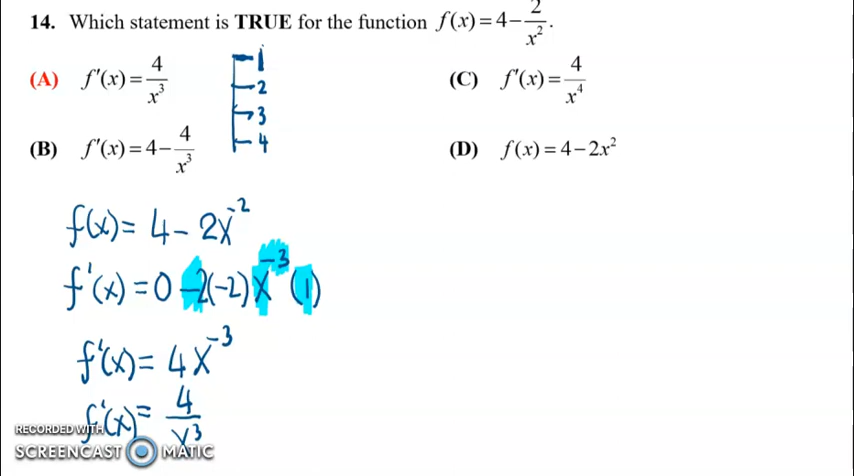 14. Which statement is TRUE for the function f(x)=4−2/x².
(A) f'(x)=4/x³
1
2
3
4
(C) f'(x)=4/x⁴
(B) f'(x)=4−4/x³
(D) f(x)=4−2x²
f(x)= 4−2x⁻²
f'(x)=0−2(−2)x⁻³(1)
f'(x)= 4x⁻³
f'(x)= 4/x³
RECORDED WITH
SCREENCAST MATIC